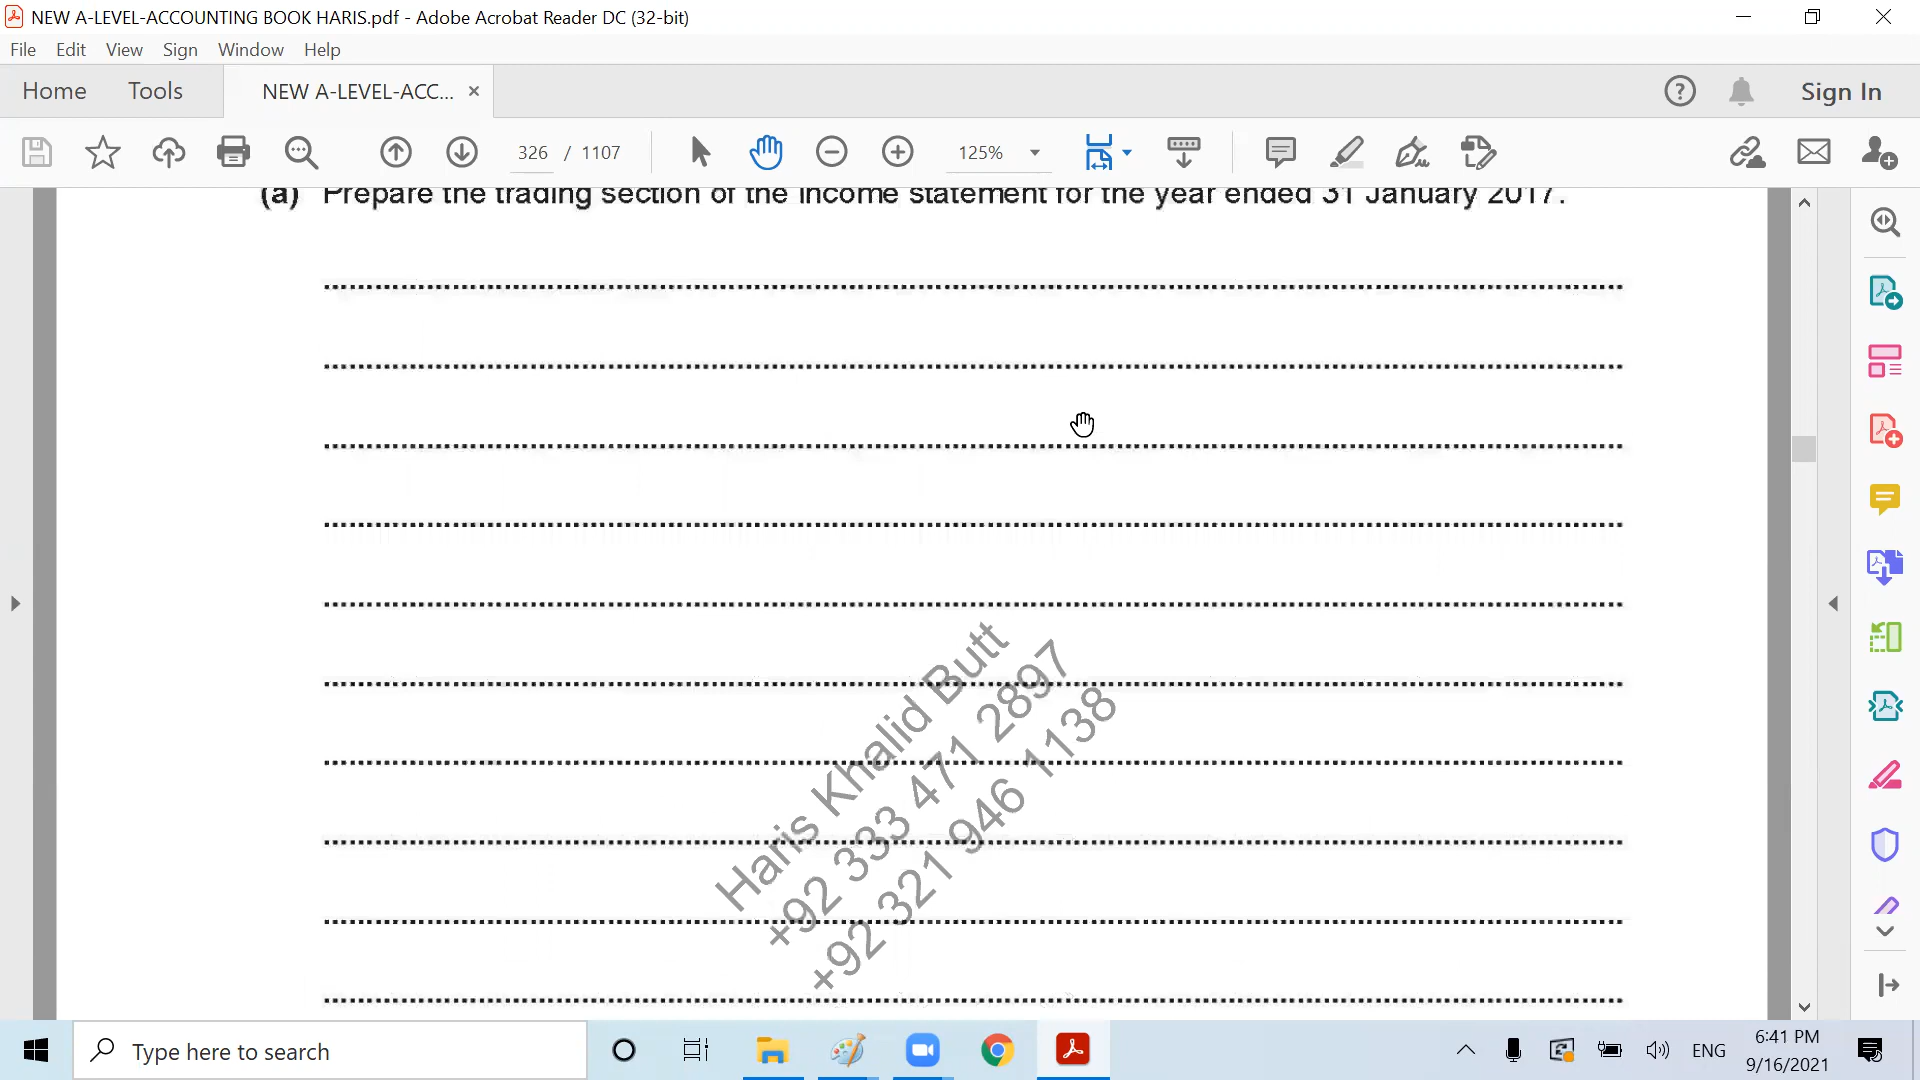 NEW A-LEVEL-ACCOUNTING BOOK HARIS.pdf - Adobe Acrobat Reader DC (32-bit)
File Edit View Sign Window Help
Home Tools NEW A-LEVEL-ACC... × Sign In
326 / 1107 125%
(a) Prepare the trading section of the income statement for the year ended 31 January 2017.
Haris Khalid Butt
+92 333 471 2897
+92 321 946 1138
Type here to search
ENG
6:41 PM
9/16/2021